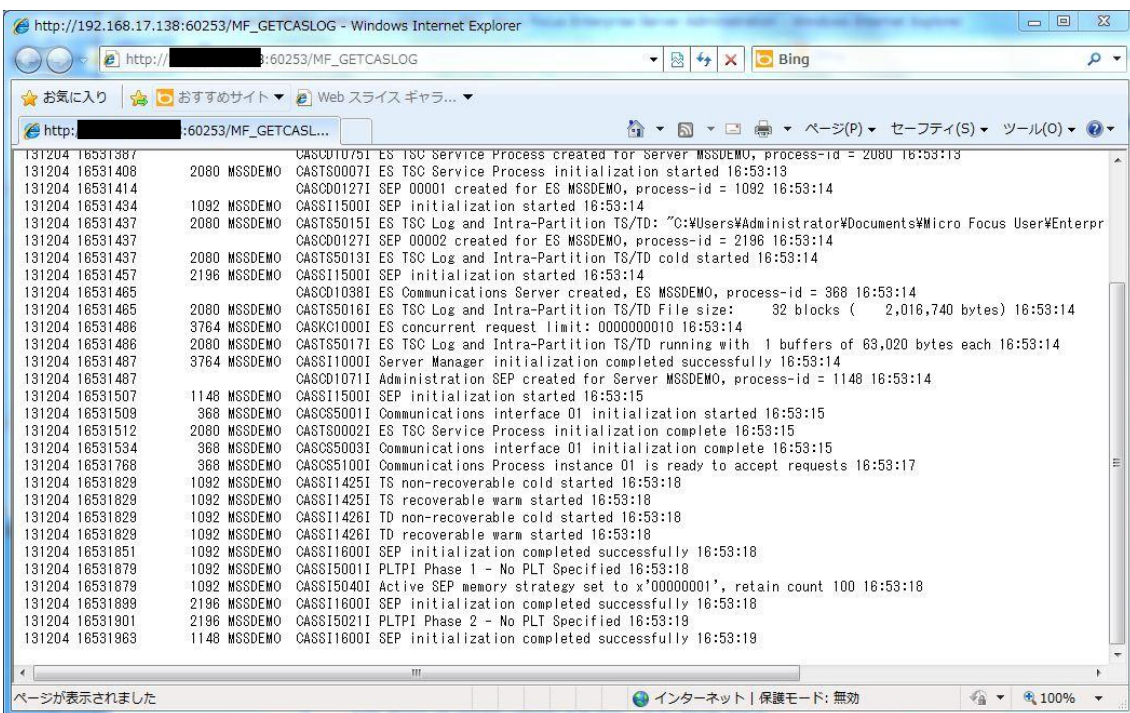 http://192.168.17.138:60253/MF_GETCASLOG - Windows Internet Explorer
http:// :60253/MF_GETCASLOG
Bing
お気に入り おすすめサイト ▼ Web スライス ギャラ... ▼
http: :60253/MF_GETCASL...
ページ(P) セーフティ(S) ツール(O)
131204 16531387 CASCD1075I ES TSC Service Process created for Server MSSDEMO, process-id = 2080 16:53:13
131204 16531408 2080 MSSDEMO CASTS0007I ES TSC Service Process initialization started 16:53:13
131204 16531414 CASCD0127I SEP 00001 created for ES MSSDEMO, process-id = 1092 16:53:14
131204 16531434 1092 MSSDEMO CASSI1500I SEP initialization started 16:53:14
131204 16531437 2080 MSSDEMO CASTS5015I ES TSC Log and Intra-Partition TS/TD: "C:¥Users¥Administrator¥Documents¥Micro Focus User¥Enterpr
131204 16531437 CASCD0127I SEP 00002 created for ES MSSDEMO, process-id = 2196 16:53:14
131204 16531437 2080 MSSDEMO CASTS5013I ES TSC Log and Intra-Partition TS/TD cold started 16:53:14
131204 16531457 2196 MSSDEMO CASSI1500I SEP initialization started 16:53:14
131204 16531465 CASCD1038I ES Communications Server created, ES MSSDEMO, process-id = 368 16:53:14
131204 16531465 2080 MSSDEMO CASTS5016I ES TSC Log and Intra-Partition TS/TD File size: 32 blocks ( 2,016,740 bytes) 16:53:14
131204 16531486 3764 MSSDEMO CASKC1000I ES concurrent request limit: 0000000010 16:53:14
131204 16531486 2080 MSSDEMO CASTS5017I ES TSC Log and Intra-Partition TS/TD running with 1 buffers of 63,020 bytes each 16:53:14
131204 16531487 3764 MSSDEMO CASSI1000I Server Manager initialization completed successfully 16:53:14
131204 16531487 CASCD1071I Administration SEP created for Server MSSDEMO, process-id = 1148 16:53:14
131204 16531507 1148 MSSDEMO CASSI1500I SEP initialization started 16:53:15
131204 16531509 368 MSSDEMO CASCS5001I Communications interface 01 initialization started 16:53:15
131204 16531512 2080 MSSDEMO CASTS0002I ES TSC Service Process initialization complete 16:53:15
131204 16531534 368 MSSDEMO CASCS5003I Communications interface 01 initialization complete 16:53:15
131204 16531768 368 MSSDEMO CASCS5100I Communications Process instance 01 is ready to accept requests 16:53:17
131204 16531829 1092 MSSDEMO CASSI1425I TS non-recoverable cold started 16:53:18
131204 16531829 1092 MSSDEMO CASSI1425I TS recoverable warm started 16:53:18
131204 16531829 1092 MSSDEMO CASSI1426I TD non-recoverable cold started 16:53:18
131204 16531829 1092 MSSDEMO CASSI1426I TD recoverable warm started 16:53:18
131204 16531851 1092 MSSDEMO CASSI1600I SEP initialization completed successfully 16:53:18
131204 16531879 1092 MSSDEMO CASSI5001I PLTPI Phase 1 - No PLT Specified 16:53:18
131204 16531879 1092 MSSDEMO CASSI5040I Active SEP memory strategy set to x'00000001', retain count 100 16:53:18
131204 16531899 2196 MSSDEMO CASSI1600I SEP initialization completed successfully 16:53:18
131204 16531901 2196 MSSDEMO CASSI5021I PLTPI Phase 2 - No PLT Specified 16:53:19
131204 16531963 1148 MSSDEMO CASSI1600I SEP initialization completed successfully 16:53:19
ページが表示されました インターネット | 保護モード: 無効 100%